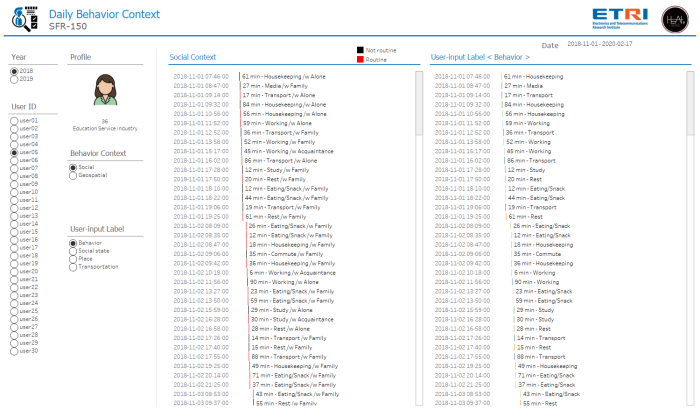 Daily Behavior Context
SFR-150
ETRI
Electronics and Telecommunications
Research Institute
Date 2018-11-01 - 2020-02-17
Year
2018
2019
User ID
user01
user02
user03
user04
user05
user06
user07
user08
user09
user10
user11
user12
user13
user14
user15
user16
user17
user18
user19
user20
user21
user22
user23
user24
user25
user26
user27
user28
user29
user30
Profile
36
Education Service Industry
Behavior Context
Social
Geospatial
User-input Label
Behavior
Social state
Place
Transportation
Social Context
Not routine
Routine
2018-11-01 07:46:00 61 min - Housekeeping /w Alone
2018-11-01 08:47:00 27 min - Media /w Family
2018-11-01 09:14:00 17 min - Transport /w Alone
2018-11-01 09:32:00 84 min - Housekeeping /w Alone
2018-11-01 10:56:00 56 min - Housekeeping /w Alone
2018-11-01 11:52:00 59 min - Working /w Alone
2018-11-01 12:52:00 36 min - Transport /w Family
2018-11-01 13:58:00 52 min - Working /w Family
2018-11-01 15:17:00 45 min - Working /w Acquaintance
2018-11-01 16:02:00 86 min - Transport /w Alone
2018-11-01 17:28:00 12 min - Study /w Family
2018-11-01 17:50:00 20 min - Rest /w Family
2018-11-01 18:10:00 12 min - Eating/Snack /w Family
2018-11-01 18:22:00 44 min - Eating/Snack /w Family
2018-11-01 19:06:00 19 min - Transport /w Family
2018-11-01 19:25:00 61 min - Rest /w Family
2018-11-02 08:09:00 26 min - Eating/Snack /w Family
2018-11-02 08:35:00 12 min - Eating/Snack /w Family
2018-11-02 08:47:00 18 min - Housekeeping /w Family
2018-11-02 09:06:00 35 min - Commute /w Family
2018-11-02 09:42:00 36 min - Housekeeping /w Family
2018-11-02 10:18:00 6 min - Working /w Acquaintance
2018-11-02 11:56:00 90 min - Working /w Alone
2018-11-02 13:27:00 23 min - Eating/Snack /w Family
2018-11-02 13:50:00 59 min - Eating/Snack /w Family
2018-11-02 15:59:00 29 min - Study /w Alone
2018-11-02 16:28:00 30 min - Study /w Acquaintance
2018-11-02 16:58:00 28 min - Rest /w Alone
2018-11-02 17:26:00 14 min - Transport /w Family
2018-11-02 17:40:00 15 min - Rest /w Family
2018-11-02 17:55:00 88 min - Transport /w Family
2018-11-02 19:25:00 49 min - Housekeeping /w Family
2018-11-02 20:14:00 71 min - Eating/Snack /w Family
2018-11-02 21:25:00 37 min - Eating/Snack /w Family
2018-11-03 08:53:00 43 min - Eating/Snack /w Family
2018-11-03 09:37:00 55 min - Rest /w Family
User-input Label < Behavior >
2018-11-01 07:46:00 61 min - Housekeeping
2018-11-01 08:47:00 27 min - Media
2018-11-01 09:14:00 17 min - Transport
2018-11-01 09:32:00 84 min - Housekeeping
2018-11-01 10:56:00 56 min - Housekeeping
2018-11-01 11:52:00 59 min - Working
2018-11-01 12:52:00 36 min - Transport
2018-11-01 13:58:00 52 min - Working
2018-11-01 15:17:00 45 min - Working
2018-11-01 16:02:00 86 min - Transport
2018-11-01 17:28:00 12 min - Study
2018-11-01 17:50:00 20 min - Rest
2018-11-01 18:10:00 12 min - Eating/Snack
2018-11-01 18:22:00 44 min - Eating/Snack
2018-11-01 19:06:00 19 min - Transport
2018-11-01 19:25:00 61 min - Rest
2018-11-02 08:09:00 26 min - Eating/Snack
2018-11-02 08:35:00 12 min - Eating/Snack
2018-11-02 08:47:00 18 min - Housekeeping
2018-11-02 09:06:00 35 min - Commute
2018-11-02 09:42:00 36 min - Housekeeping
2018-11-02 10:18:00 6 min - Working
2018-11-02 11:56:00 90 min - Working
2018-11-02 13:27:00 23 min - Eating/Snack
2018-11-02 13:50:00 59 min - Eating/Snack
2018-11-02 15:59:00 29 min - Study
2018-11-02 16:28:00 30 min - Study
2018-11-02 16:58:00 28 min - Rest
2018-11-02 17:26:00 14 min - Transport
2018-11-02 17:40:00 15 min - Rest
2018-11-02 17:55:00 88 min - Transport
2018-11-02 19:25:00 49 min - Housekeeping
2018-11-02 20:14:00 71 min - Eating/Snack
2018-11-02 21:25:00 37 min - Eating/Snack
2018-11-03 08:53:00 43 min - Eating/Snack
2018-11-03 09:37:00 55 min - Rest